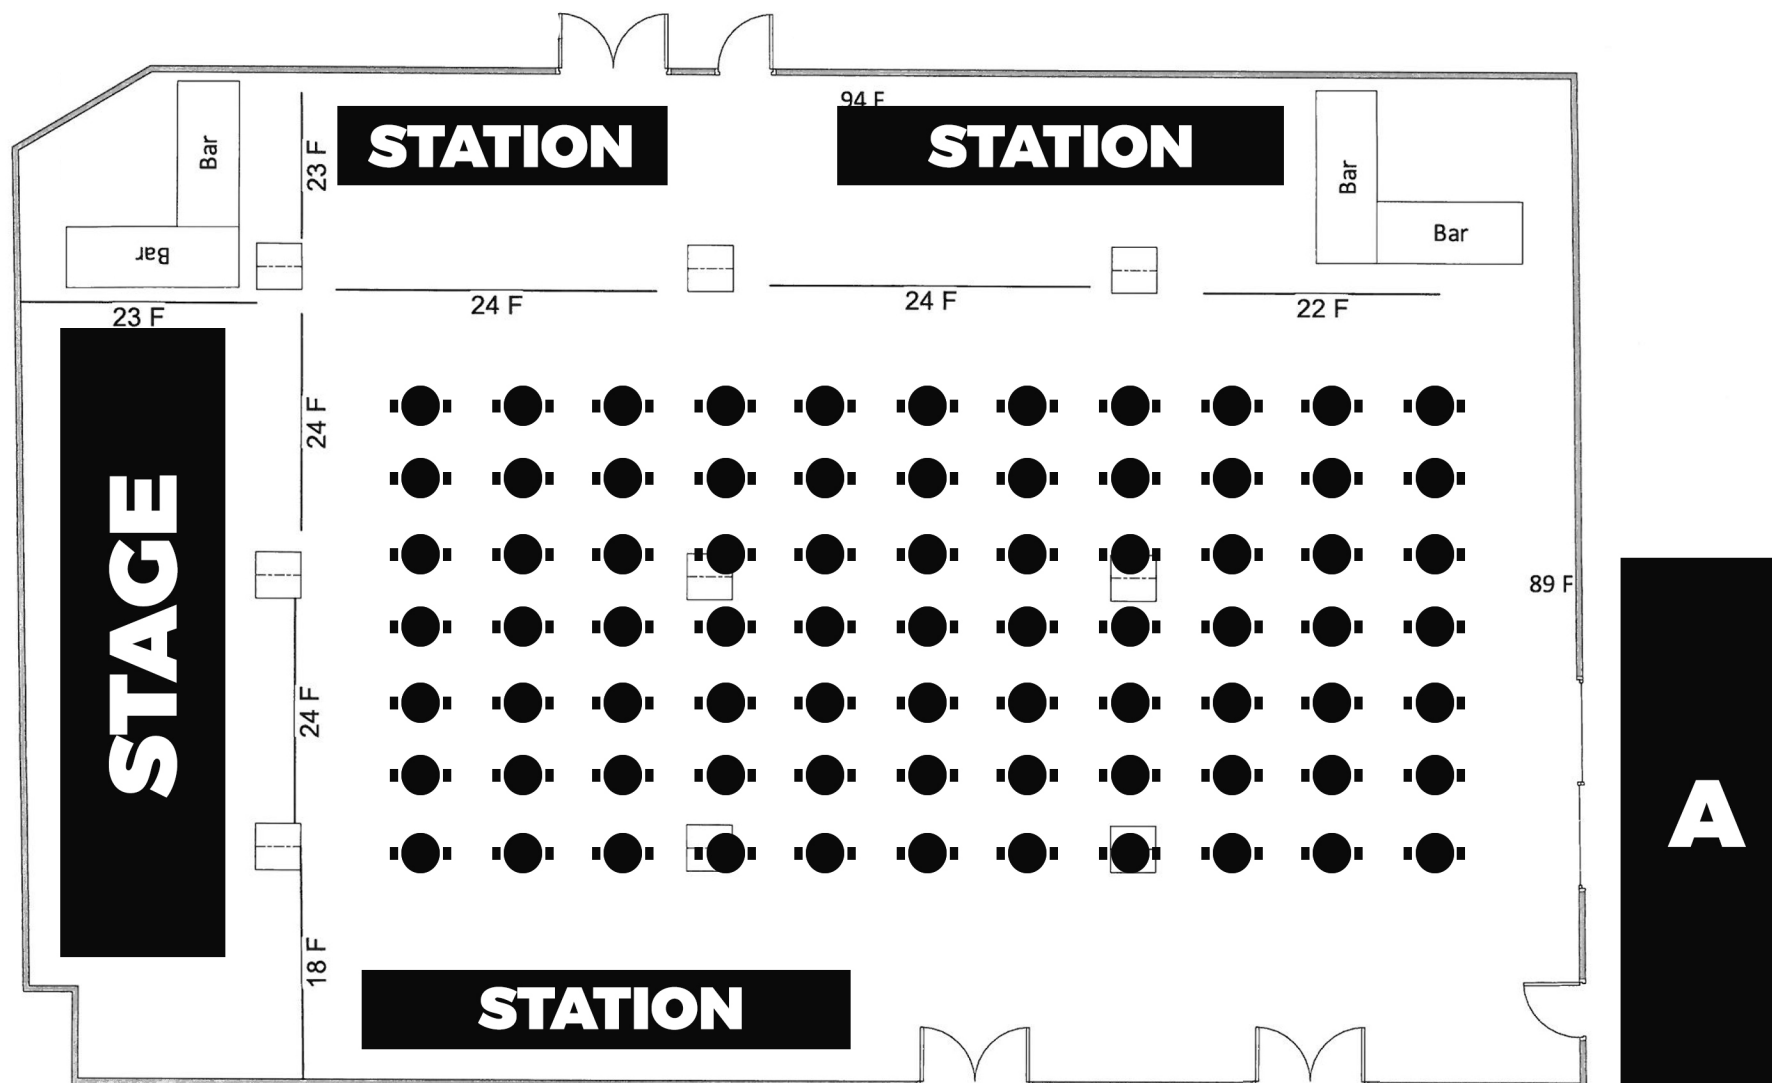 94 F
STATION
STATION
Bar
23 F
Bar
Bar
Bar
24 F
24 F
22 F
23 F
24 F
STAGE
89 F
24 F
A
18 F
STATION